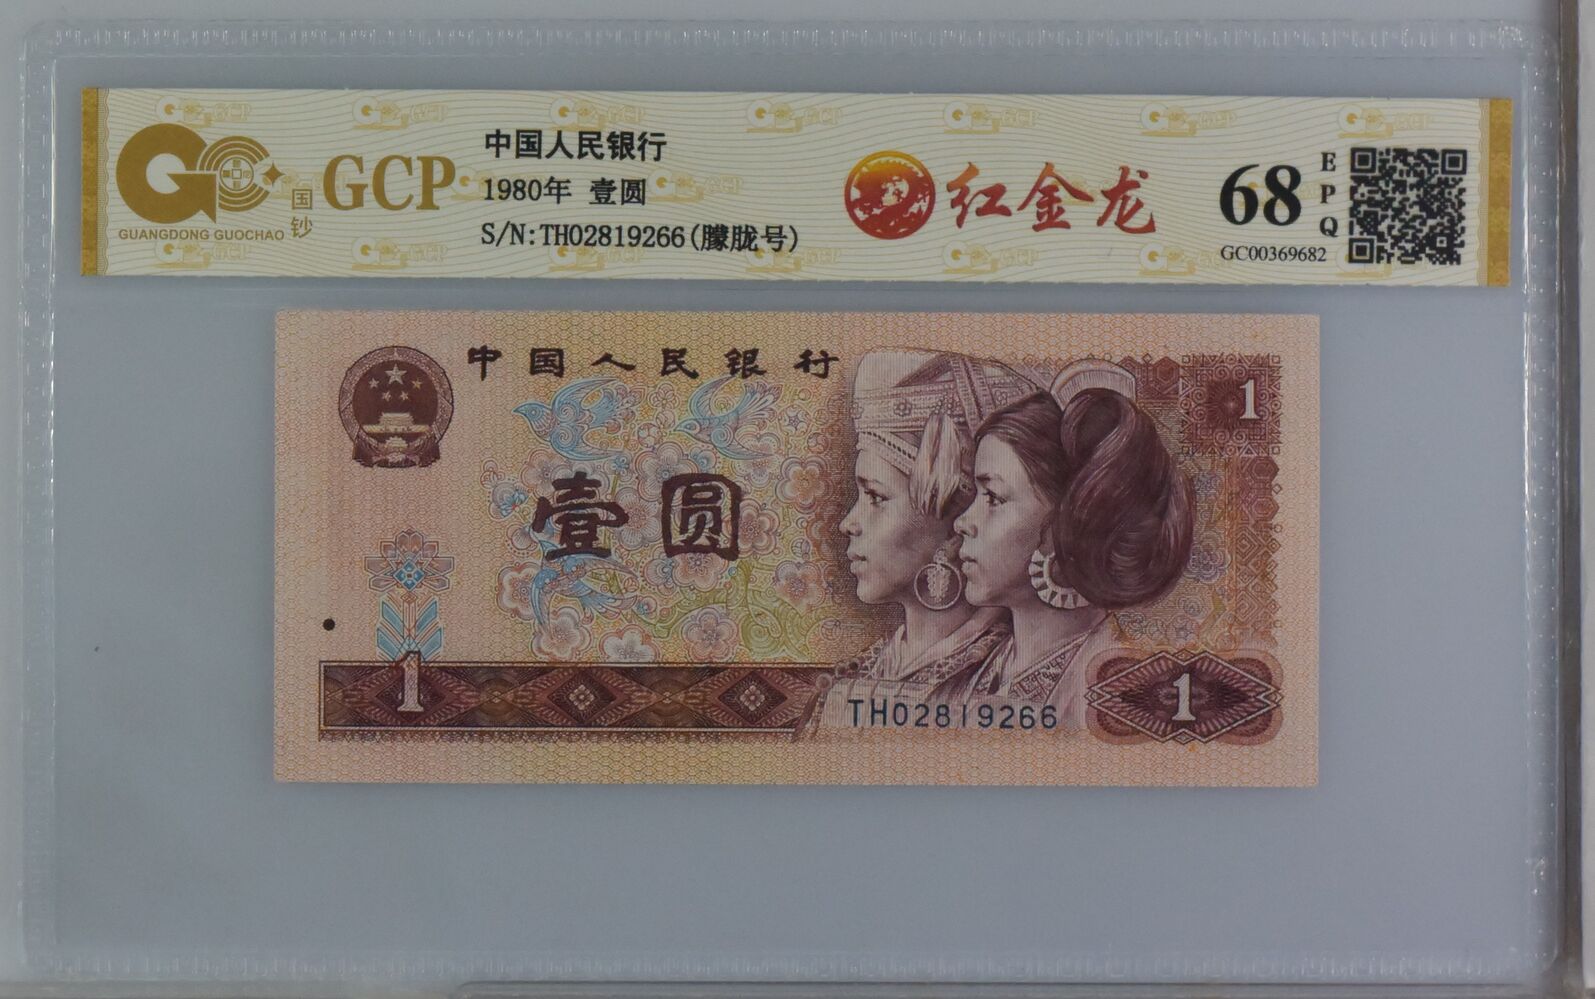 国钞
GUANGDONG GUOCHAO
GCP
中国人民银行
1980年 壹圆
S/N:TH02819266(朦胧号)
红金龙
68
EPQ
GC00369682
中国人民银行
1
壹圆
1
TH02819266
1